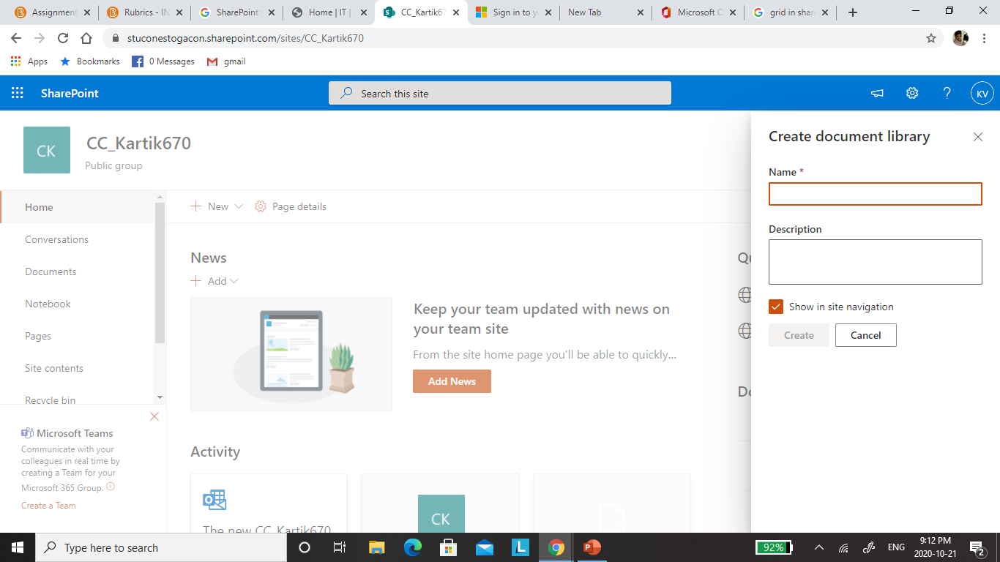 Assignment
Rubrics - IN
SharePoint
Home | IT |
CC_Kartik67
Sign in to y
New Tab
Microsoft O
grid in shar
stuconestogacon.sharepoint.com/sites/CC_Kartik670
Apps
Bookmarks
0 Messages
gmail
SharePoint
Search this site
KV
CK
CC_Kartik670
Public group
Home
Conversations
Documents
Notebook
Pages
Site contents
Recycle bin
Microsoft Teams
Communicate with your
colleagues in real time by
creating a Team for your
Microsoft 365 Group.
Create a Team
New
Page details
News
Add
Keep your team updated with news on
your team site
From the site home page you'll be able to quickly...
Add News
Activity
The new CC_Kartik670
CK
Create document library
Name *
Description
Show in site navigation
Create
Cancel
Type here to search
92%
ENG
9:12 PM
2020-10-21
2